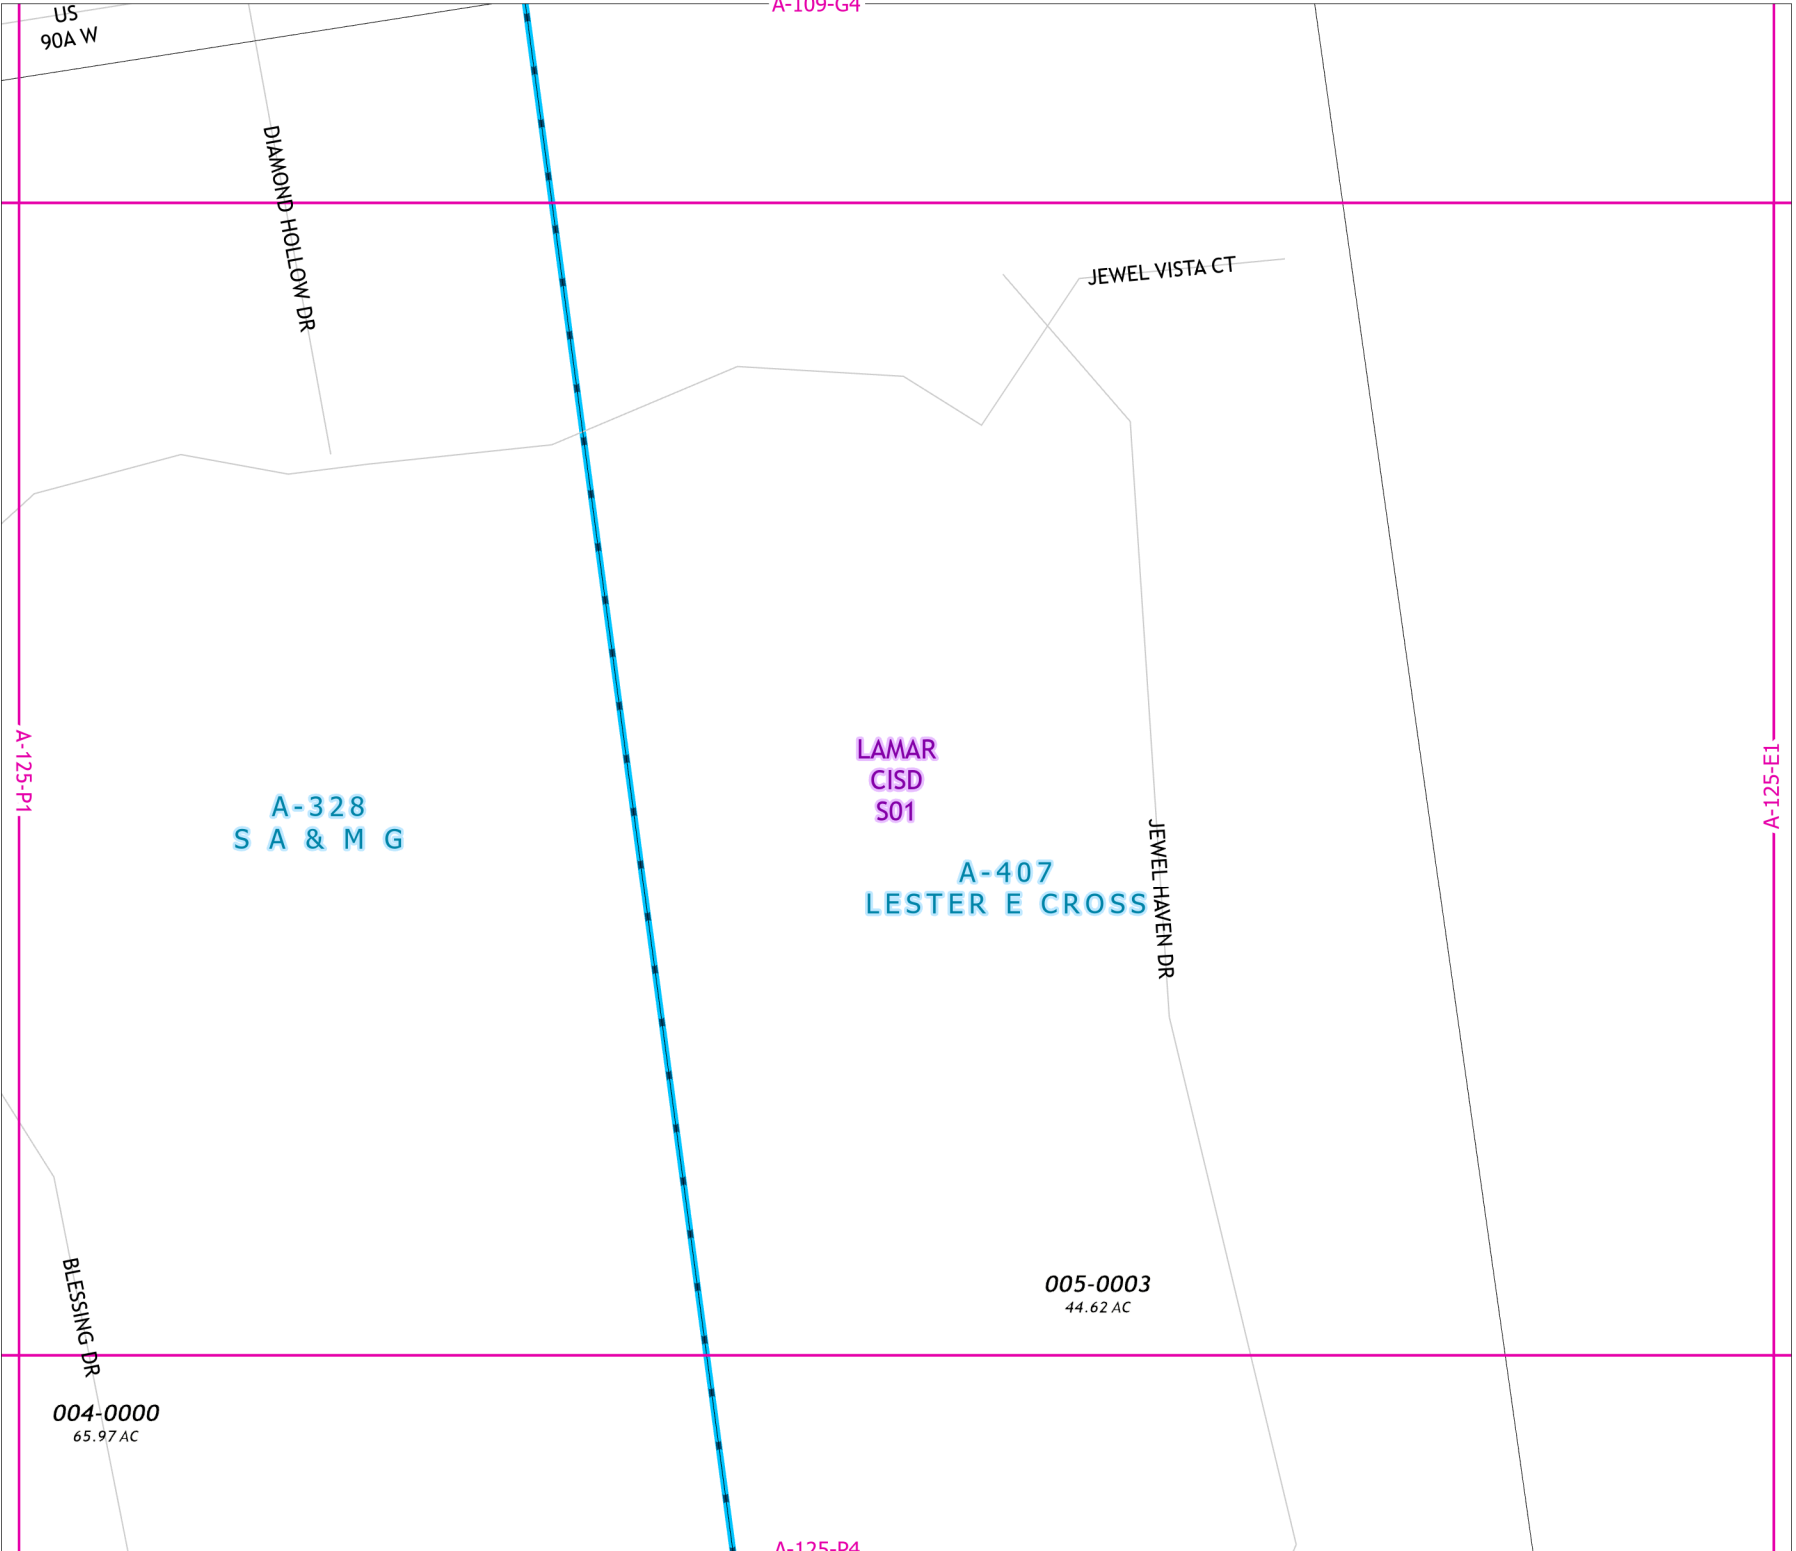 A-109-G4
US
90A W
DIAMOND HOLLOW DR
JEWEL VISTA CT
A-125-P1
A-125-E1
LAMAR
CISD
S01
A-328
S A & M G
A-407
LESTER E CROSS
JEWEL HAVEN DR
BLESSING DR
005-0003
44.62 AC
004-0000
65.97 AC
A-125-P4